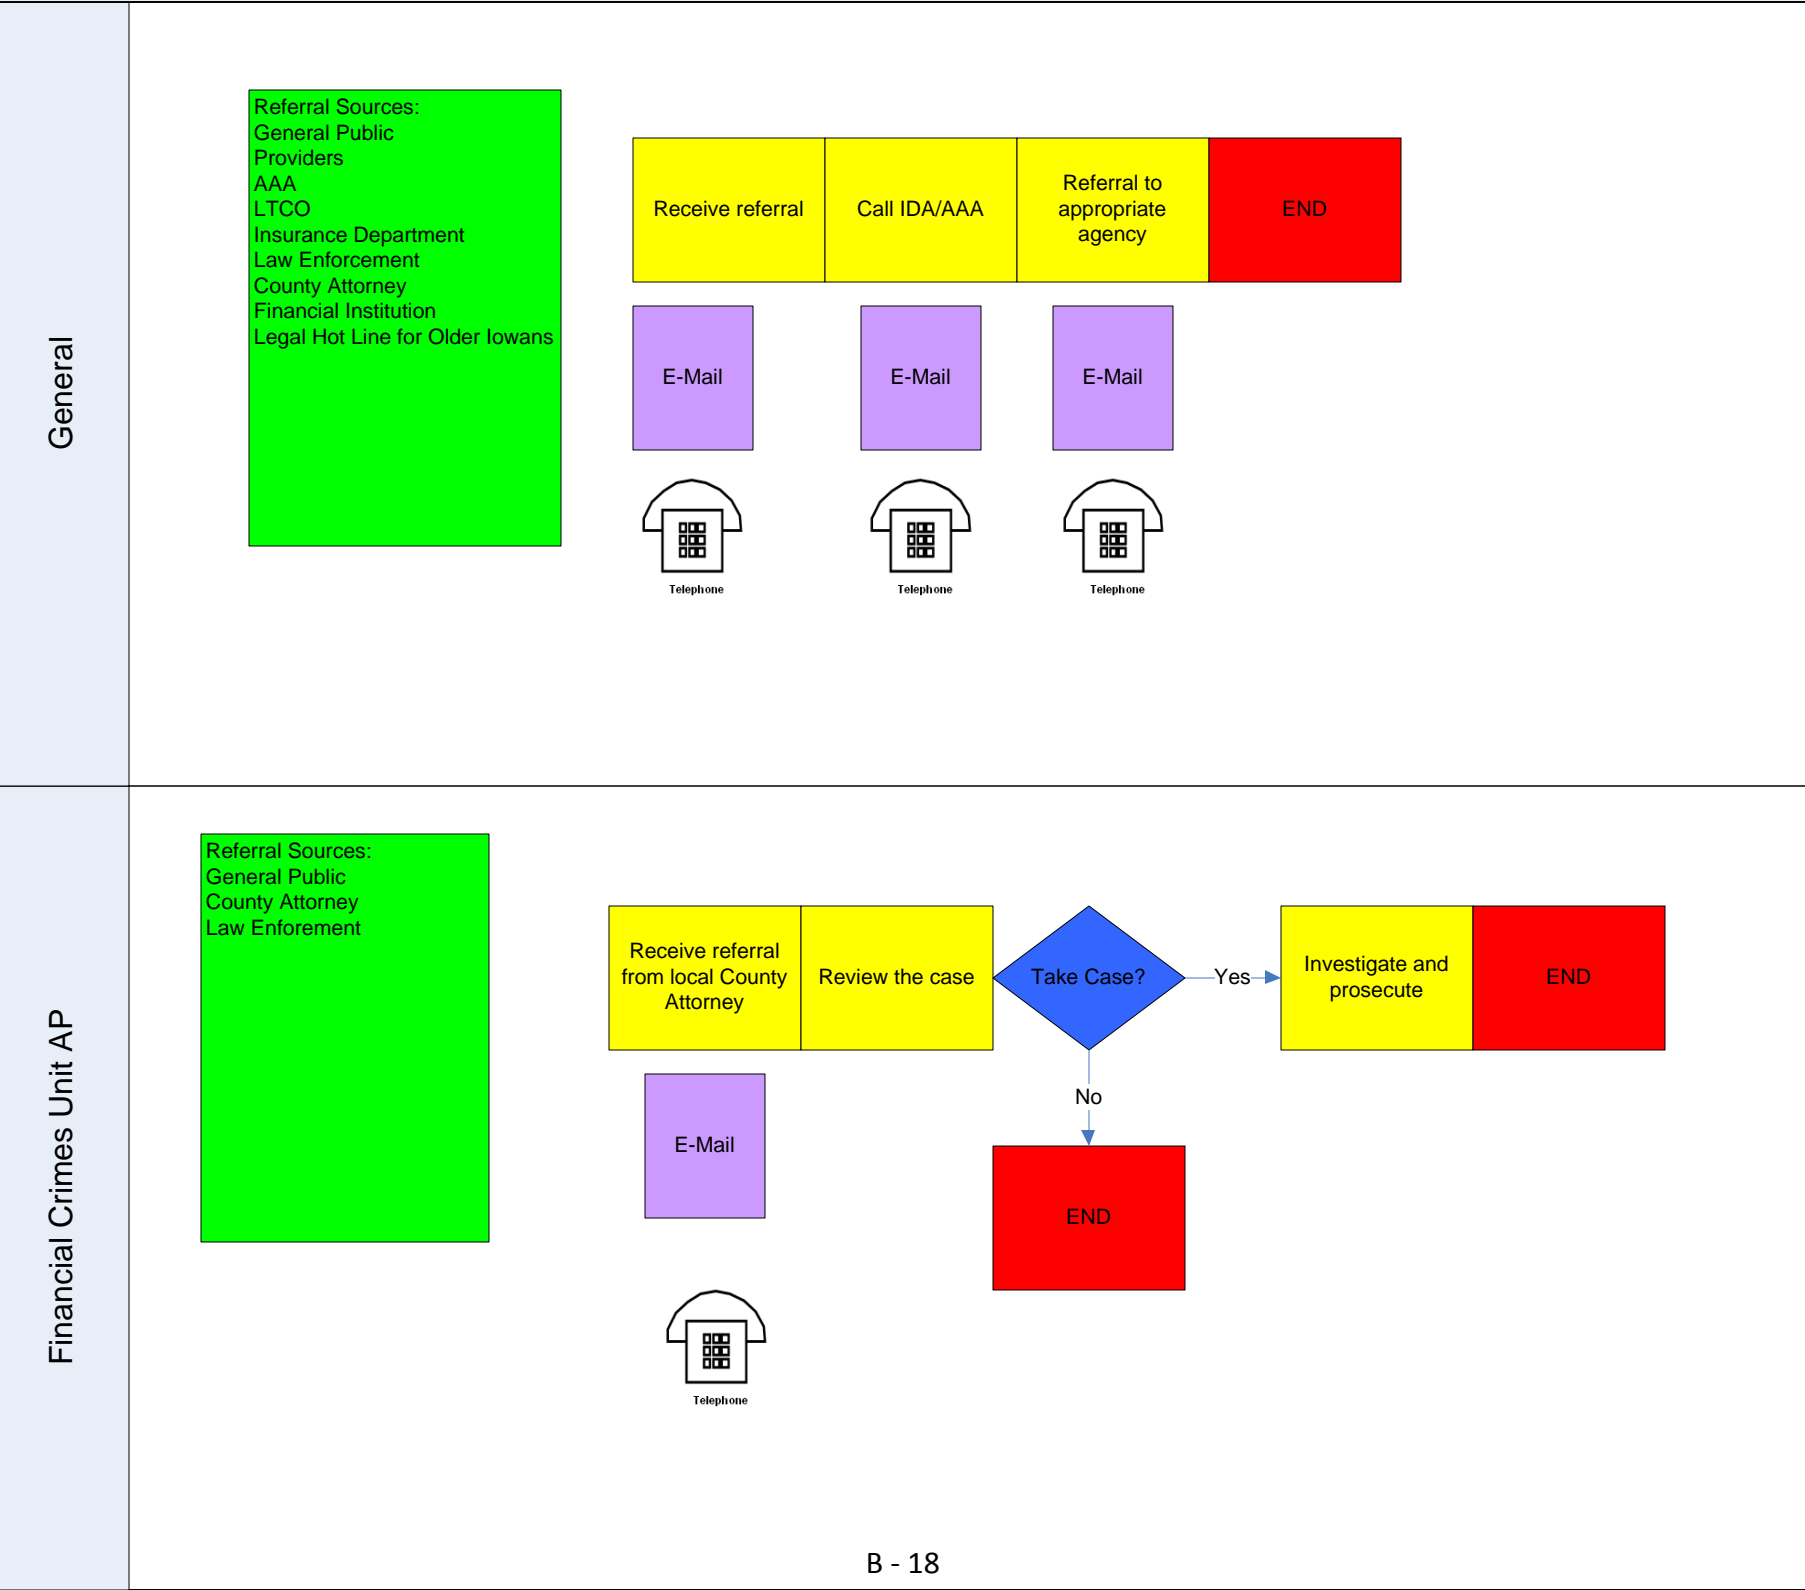 General
Referral Sources:
General Public
Providers
AAA
LTCO
Insurance Department
Law Enforcement
County Attorney
Financial Institution
Legal Hot Line for Older Iowans
Receive referral
Call IDA/AAA
Referral to
appropriate
agency
END
E-Mail
E-Mail
E-Mail
Telephone
Telephone
Telephone
Financial Crimes Unit AP
Referral Sources:
General Public
County Attorney
Law Enforement
Receive referral
from local County
Attorney
Review the case
Take Case?
Yes
Investigate and
prosecute
END
No
E-Mail
END
Telephone
B - 18